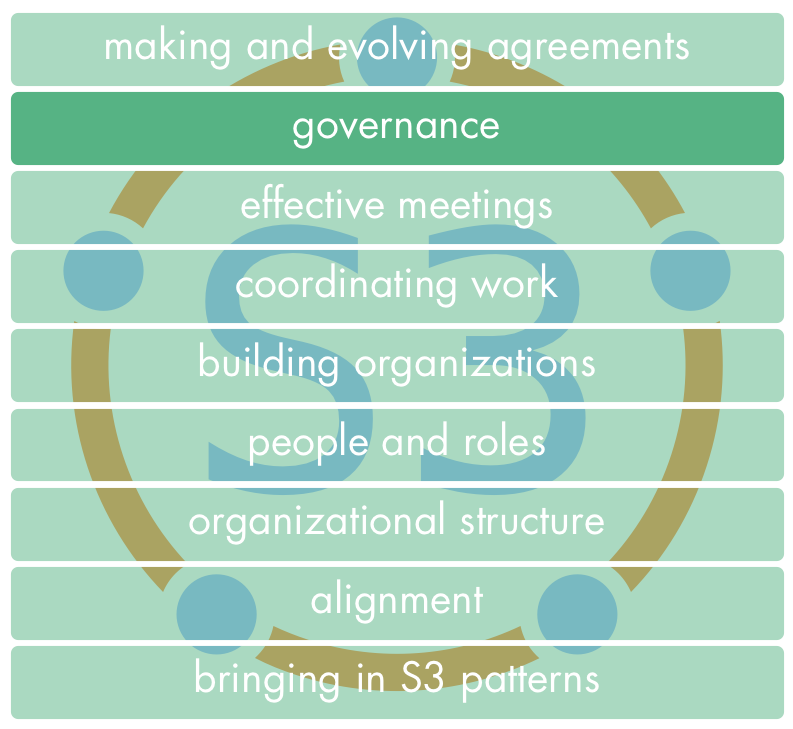 making and evolving agreements
governance
effective meetings
coordinating work
S3
building organizations
people and roles
organizational structure
alignment
bringing in S3 patterns